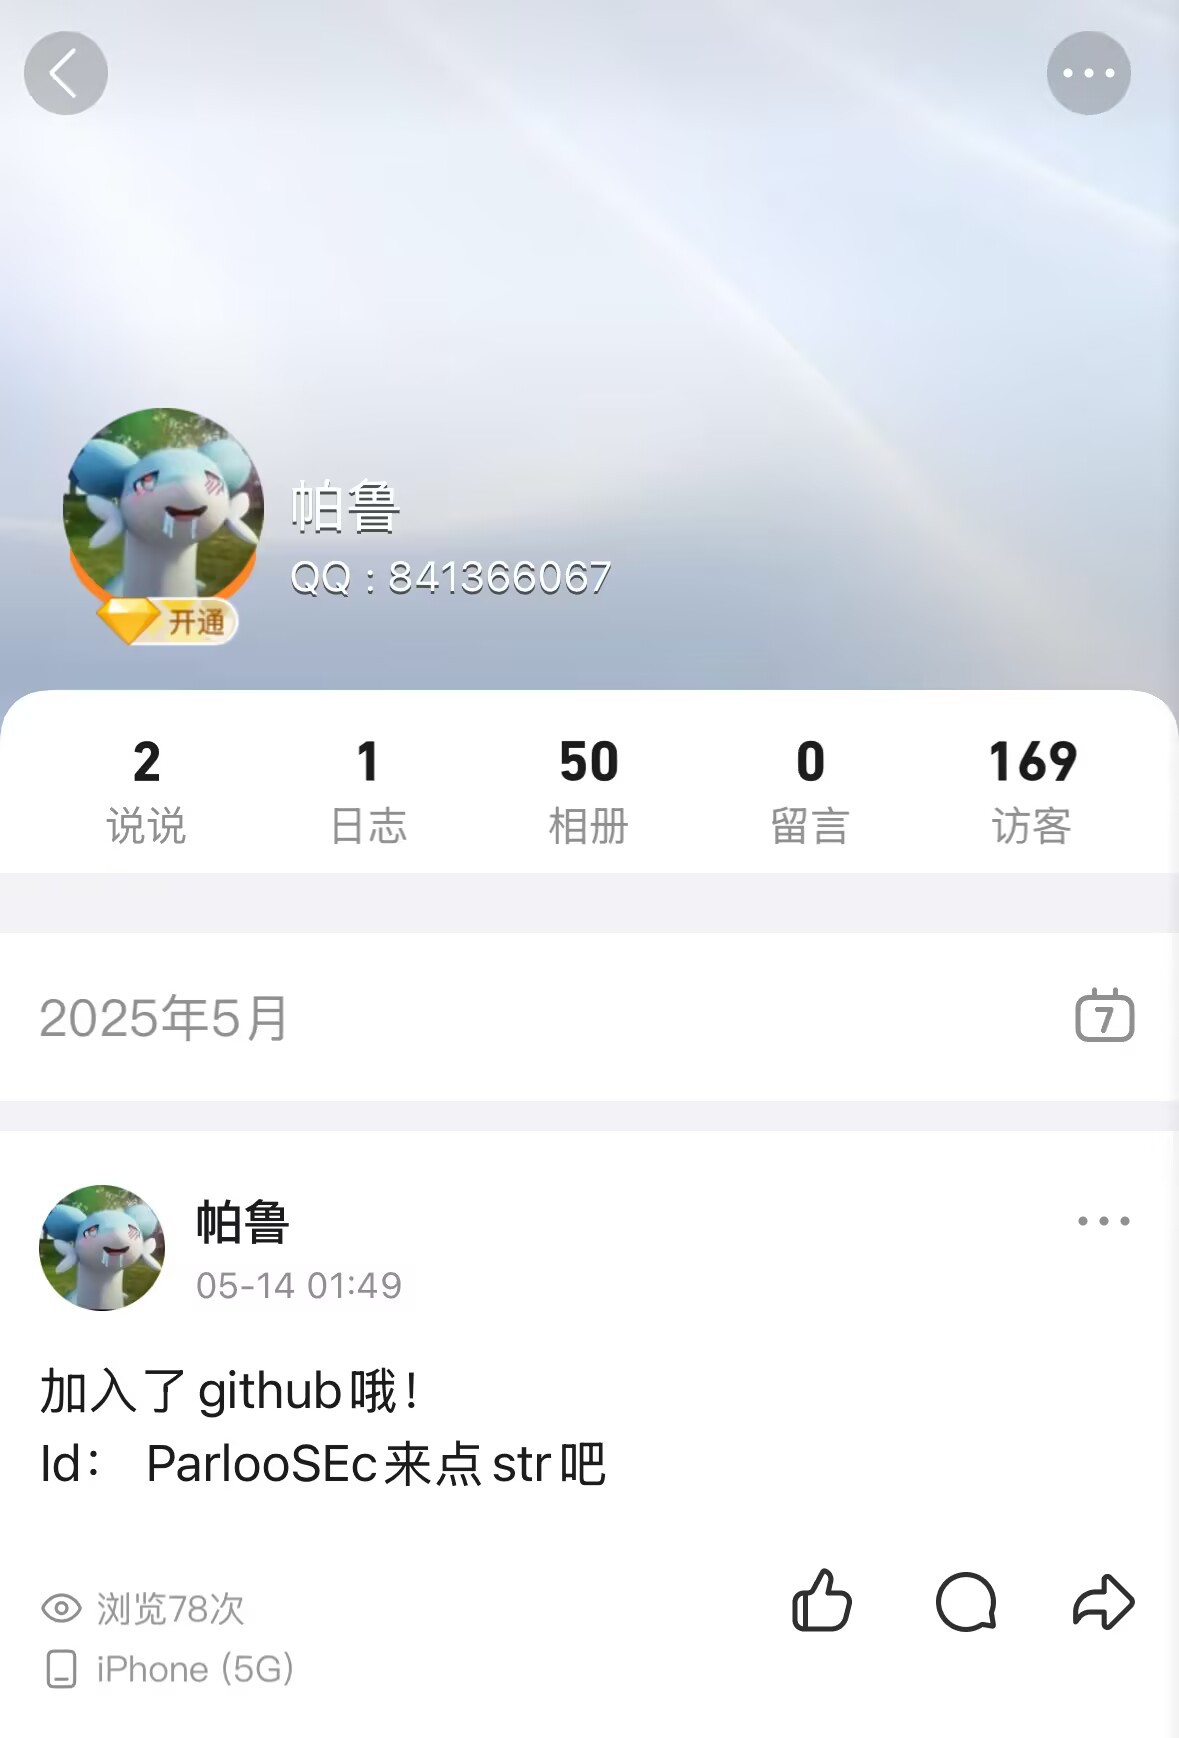 帕鲁
QQ : 841366067
开通
2
说说
1
日志
50
相册
0
留言
169
访客
2025年5月
7
帕鲁
05-14 01:49
加入了github哦！
Id： ParlooSEc来点str吧
浏览78次
iPhone (5G)